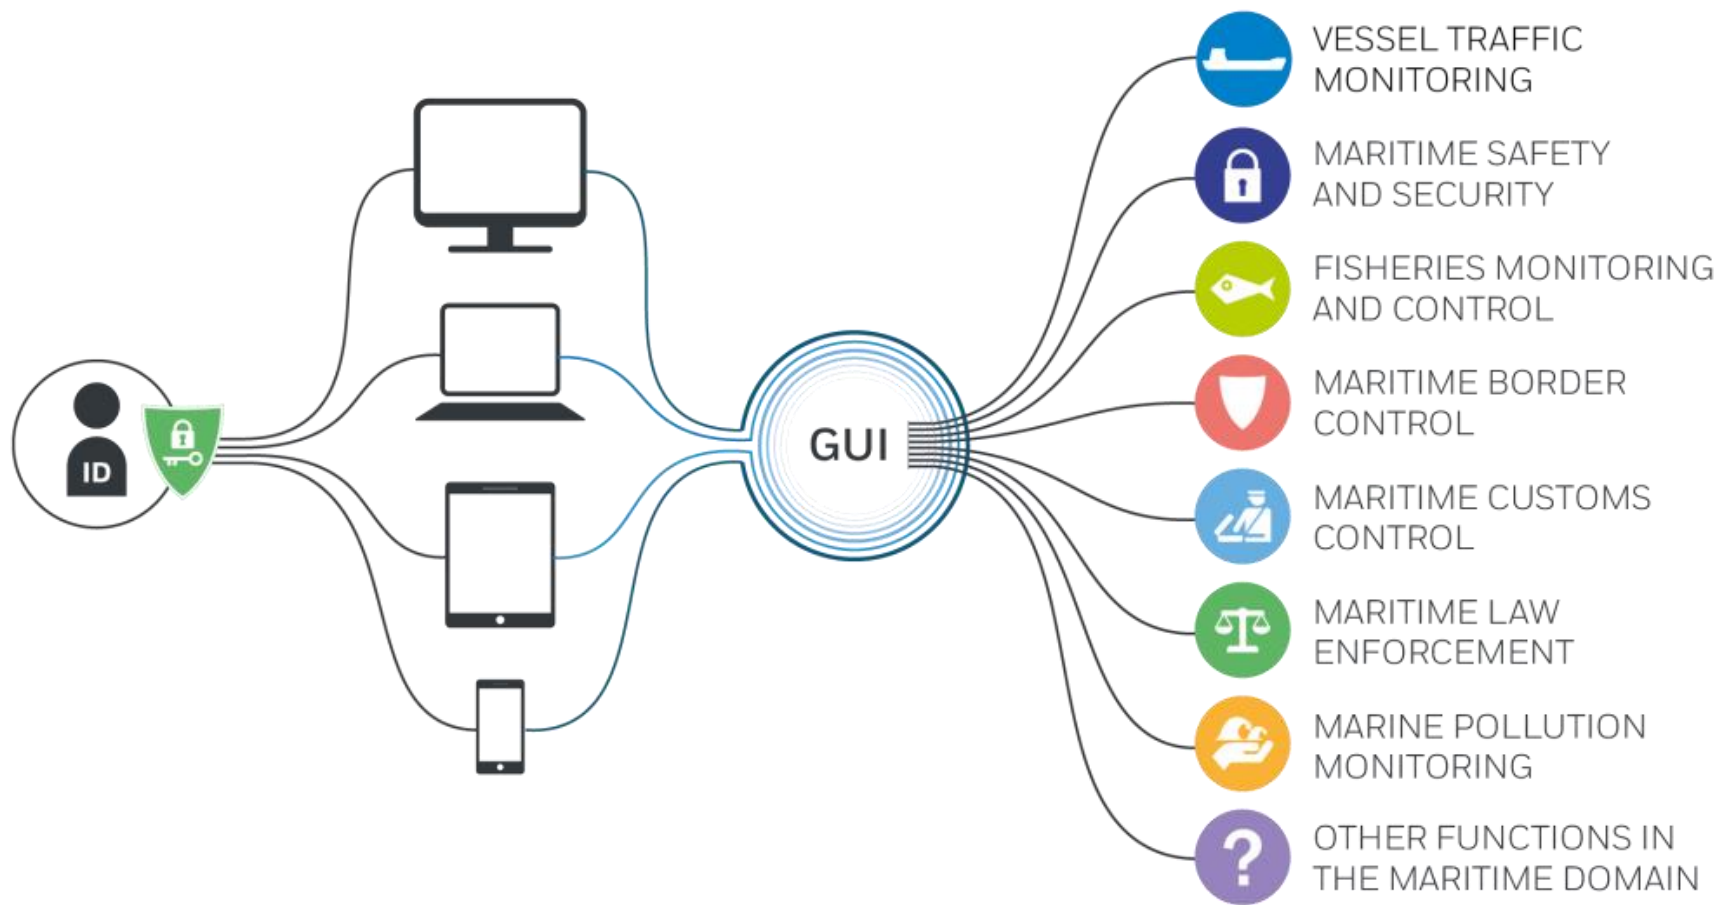 ID
GUI
VESSEL TRAFFIC
MONITORING
MARITIME SAFETY
AND SECURITY
FISHERIES MONITORING
AND CONTROL
MARITIME BORDER
CONTROL
MARITIME CUSTOMS
CONTROL
MARITIME LAW
ENFORCEMENT
MARINE POLLUTION
MONITORING
?
OTHER FUNCTIONS IN
THE MARITIME DOMAIN